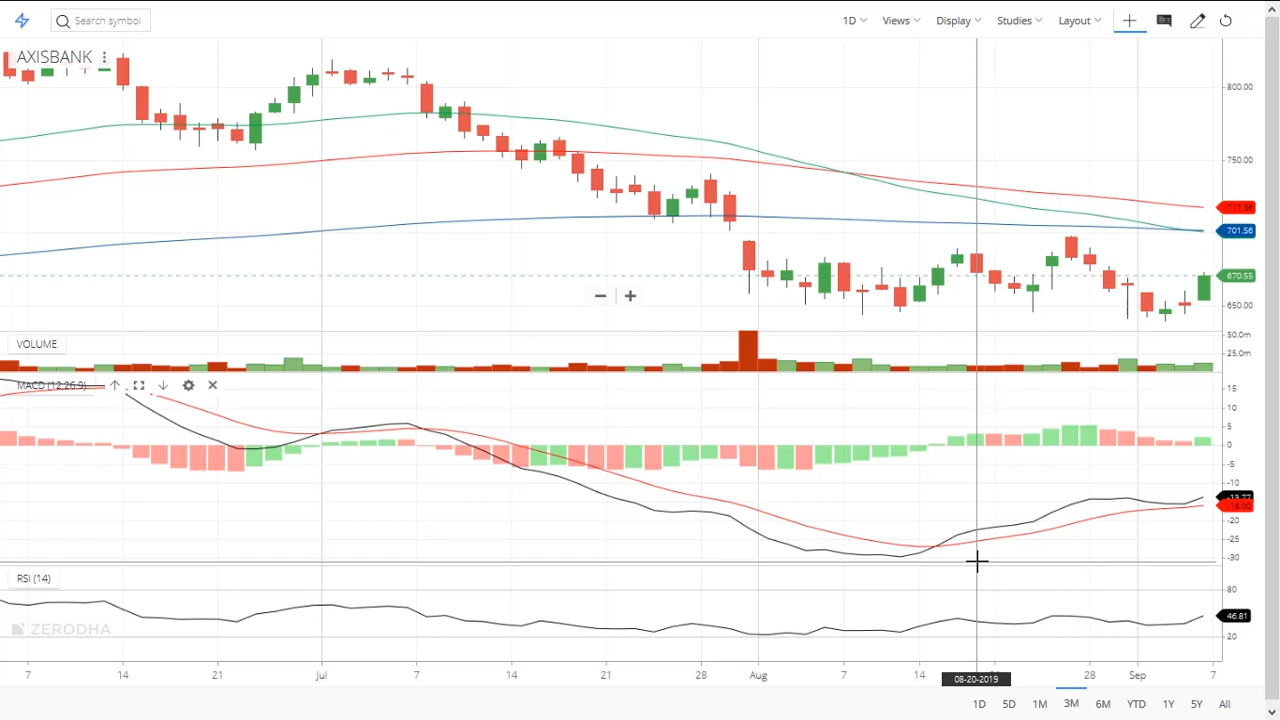 Search symbol
1D Views Display Studies Layout
AXISBANK
800.00
750.00
717.86
701.56
670.55
650.00
VOLUME
50.0m
25.0m
MACD (12,26,9)
15
10
5
0
-5
-10
-13.77
-16.00
-20
-25
-30
RSI (14)
80
46.81
ZERODHA
20
7 14 21 Jul 7 14 21 28 Aug 7 14 28 Sep 7
08-20-2019
1D 5D 1M 3M 6M YTD 1Y 5Y All